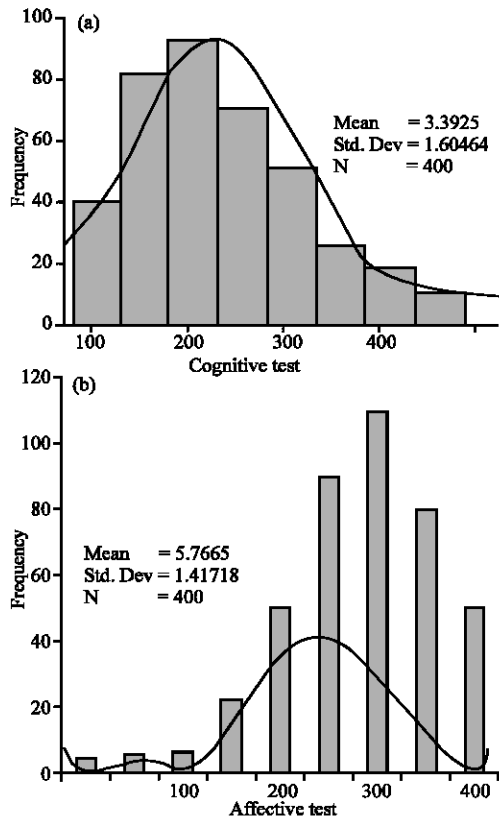 (a)
100
80
60
40
20
0
Frequency
Mean = 3.3925
Std. Dev = 1.60464
N = 400
100 200 300 400
Cognitive test
(b)
120
100
80
60
40
20
0
Frequency
Mean = 5.7665
Std. Dev = 1.41718
N = 400
100 200 300 400
Affective test